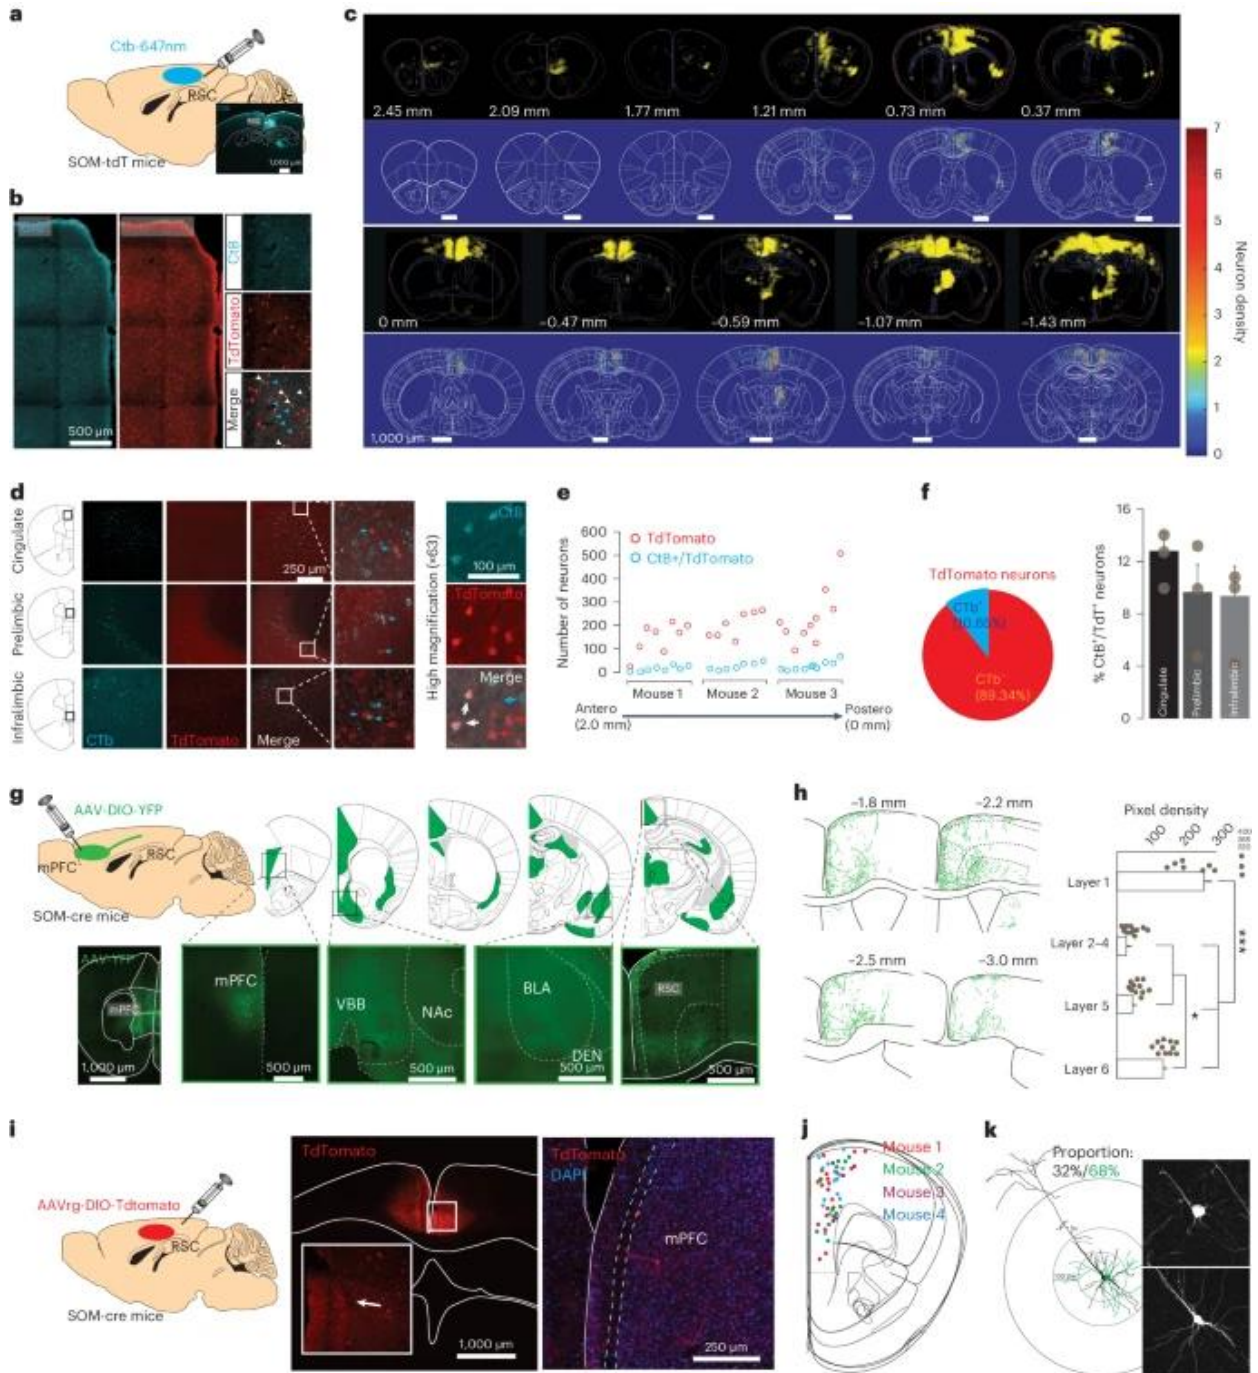 a
Ctb-647nm
RSC
SOM-tdT mice
1,000 µm
b
CtB
TdTomato
Merge
500 µm
c
2.45 mm
2.09 mm
1.77 mm
1.21 mm
0.73 mm
0.37 mm
0 mm
-0.47 mm
-0.59 mm
-1.07 mm
-1.43 mm
1,000 µm
7
6
5
4
3
2
1
0
Neuron density
d
Cingulate
Prelimbic
Infralimbic
250 µm
CTb
TdTomato
Merge
High magnification (×63)
CtB
100 µm
TdTomato
Merge
e
Number of neurons
600
500
400
300
200
100
0
TdTomato
CtB+/TdTomato
Mouse 1
Mouse 2
Mouse 3
Antero
(2.0 mm)
Postero
(0 mm)
f
TdTomato neurons
CTb⁺
CTb⁻
(89.34%)
% CtB⁺/TdT⁺ neurons
16
12
8
4
0
Cingulate
Prelimbic
Infralimbic
g
AAV-DIO-YFP
mPFC
RSC
SOM-cre mice
AAV-YFP
mPFC
1,000 µm
mPFC
500 µm
VBB
NAc
500 µm
BLA
DEN
500 µm
RSC
500 µm
h
-1.8 mm
-2.2 mm
-2.5 mm
-3.0 mm
Pixel density
100
200
300
Layer 1
Layer 2-4
Layer 5
Layer 6
*
***
i
AAVrg-DIO-Tdtomato
RSC
SOM-cre mice
TdTomato
1,000 µm
TdTomato
DAPI
mPFC
250 µm
j
Mouse 1
Mouse 2
Mouse 3
Mouse 4
k
Proportion:
32%/68%